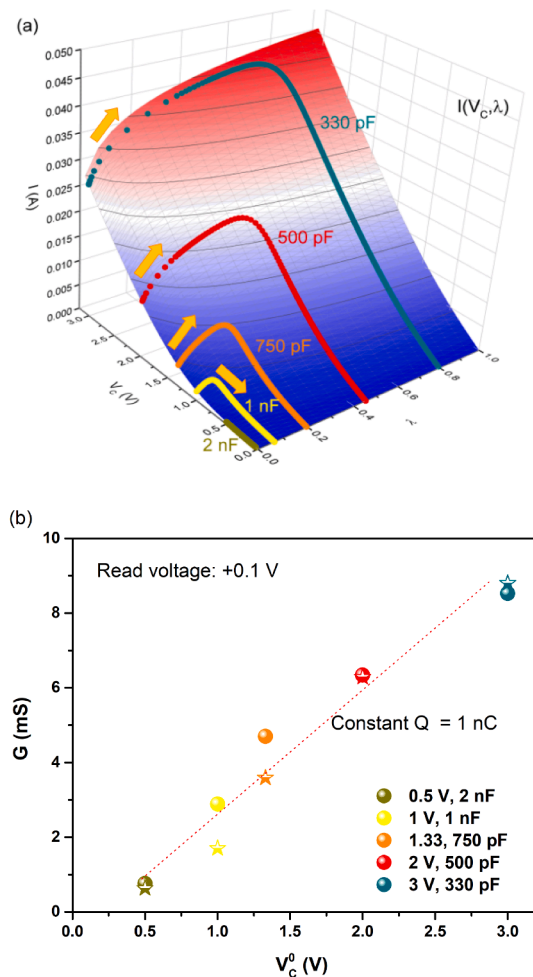 (a)
0.050
0.045
0.040
0.035
0.030
0.025
0.020
0.015
0.010
0.005
0.000
I (A)
I(V_C,λ)
330 pF
500 pF
750 pF
1 nF
2 nF
3.0
2.5
2.0
1.5
1.0
0.5
0.0
V_C (V)
0.0
0.2
0.4
0.6
0.8
1.0
λ
(b)
10
8
6
4
2
0
G (mS)
Read voltage: +0.1 V
Constant Q = 1 nC
0.5 V, 2 nF
1 V, 1 nF
1.33, 750 pF
2 V, 500 pF
3 V, 330 pF
0.0 0.5 1.0 1.5 2.0 2.5 3.0
V_C^0 (V)